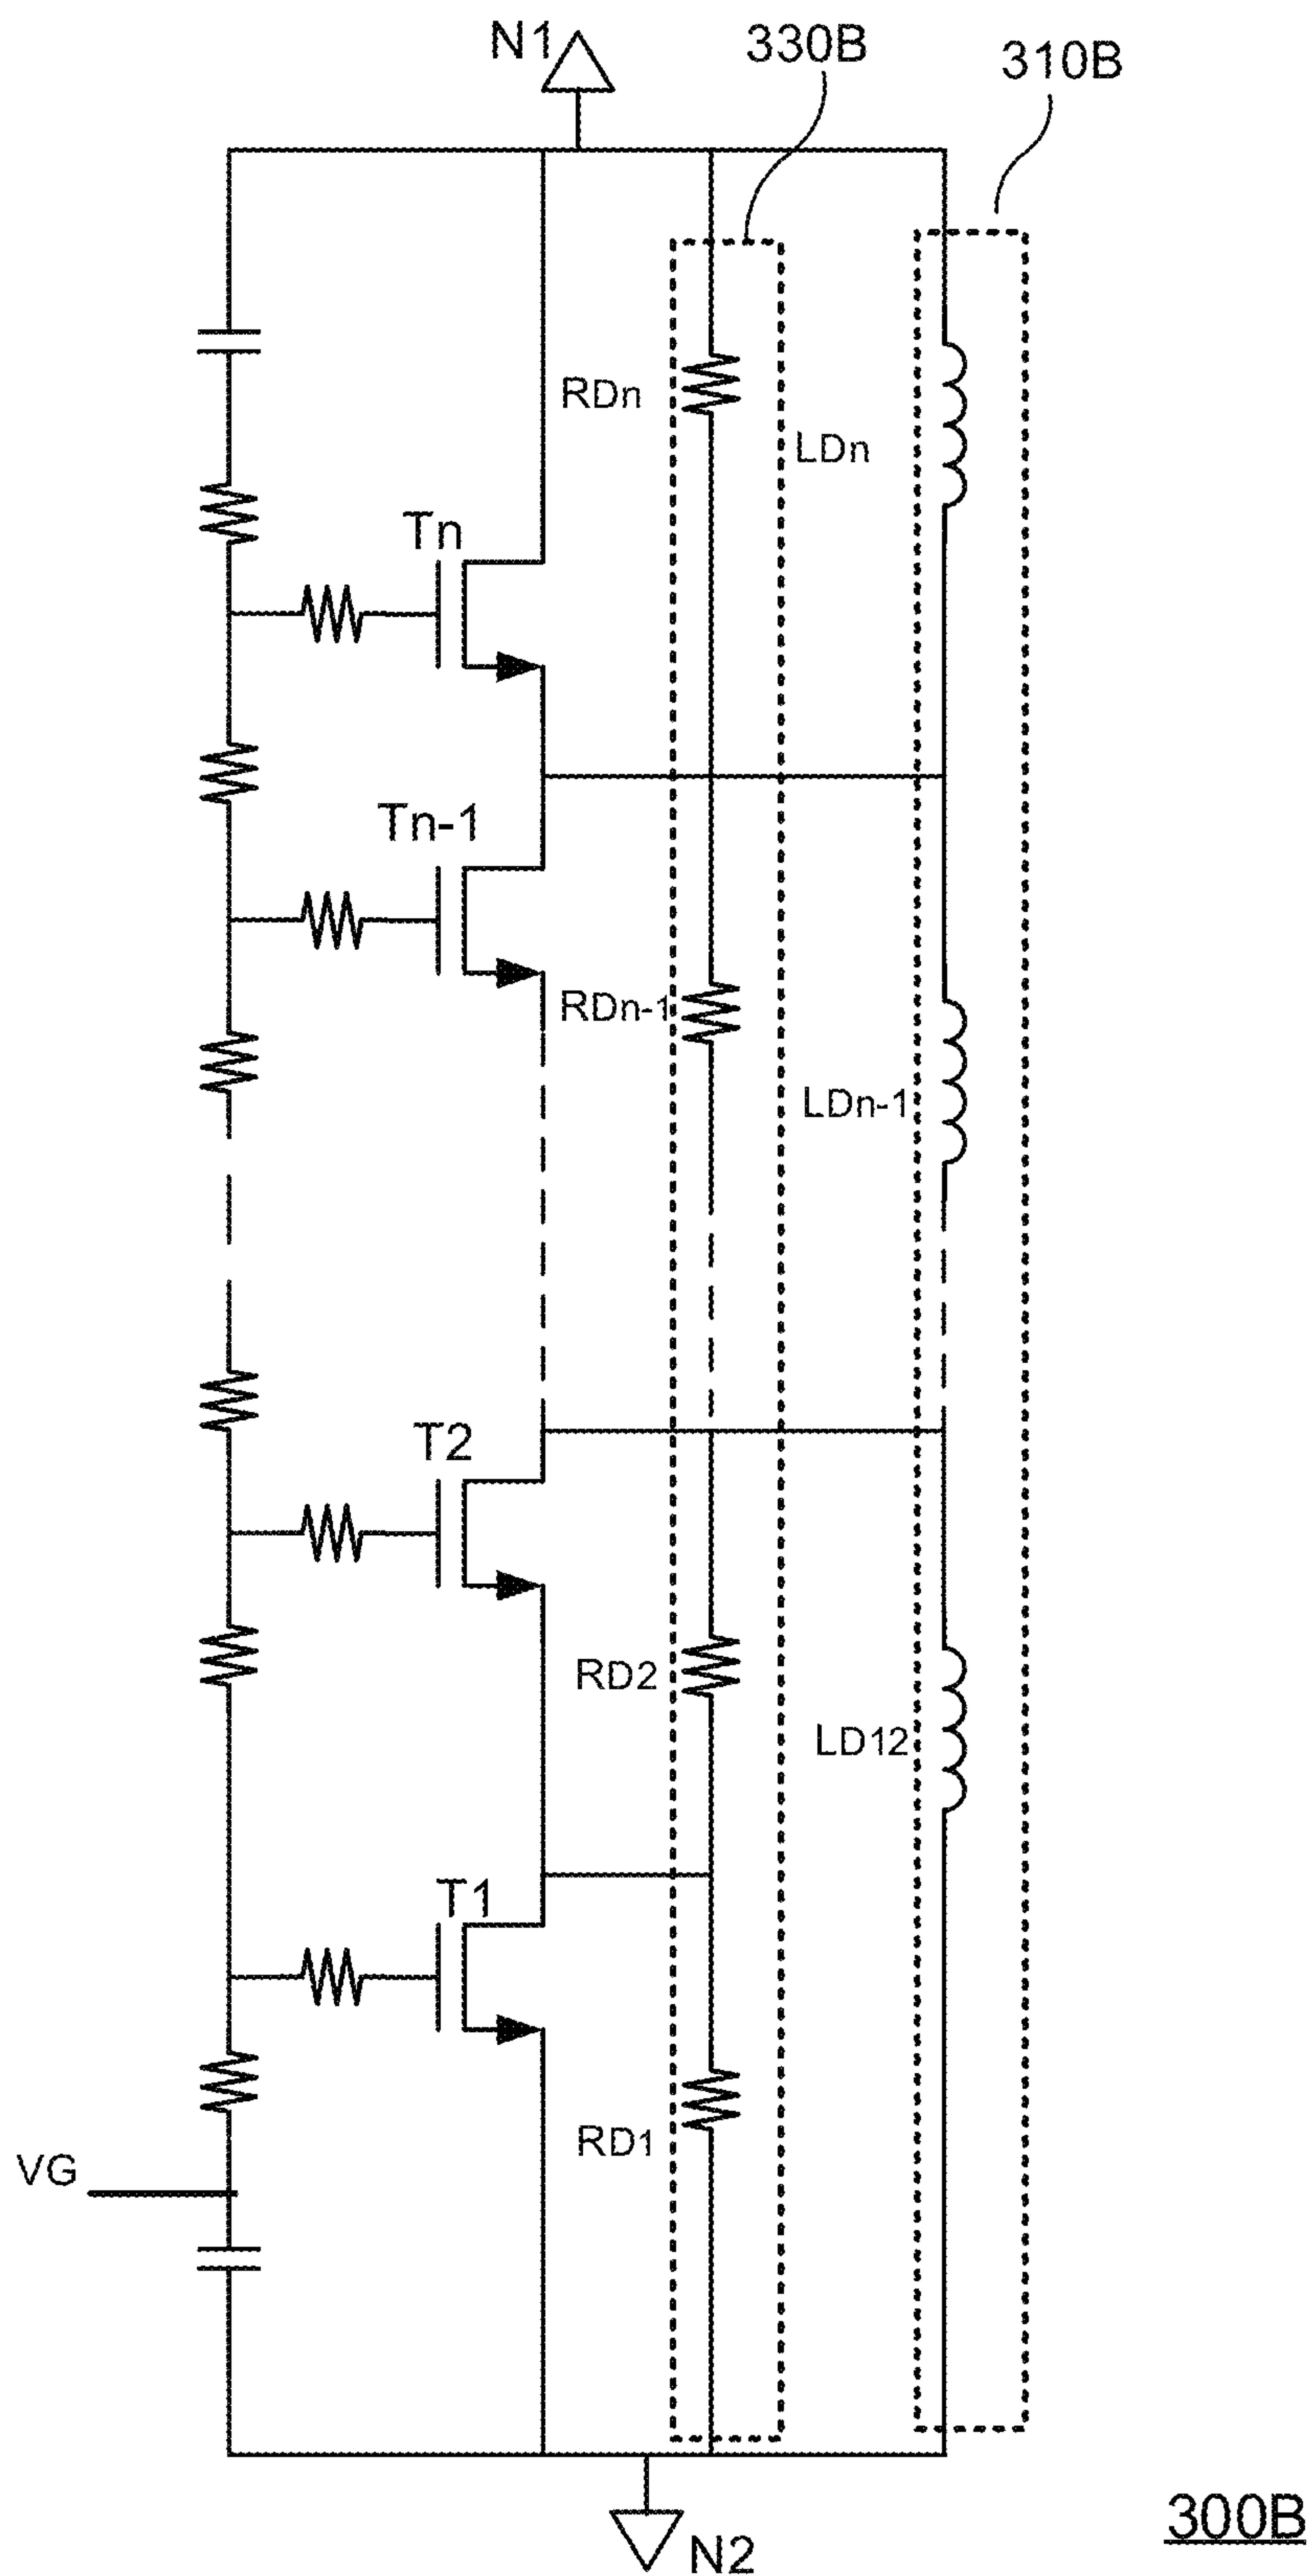 N1
330B
310B
RDn
LDn
Tn
Tn-1
RDn-1
LDn-1
T2
RD2
LD12
T1
RD1
VG
N2
300B